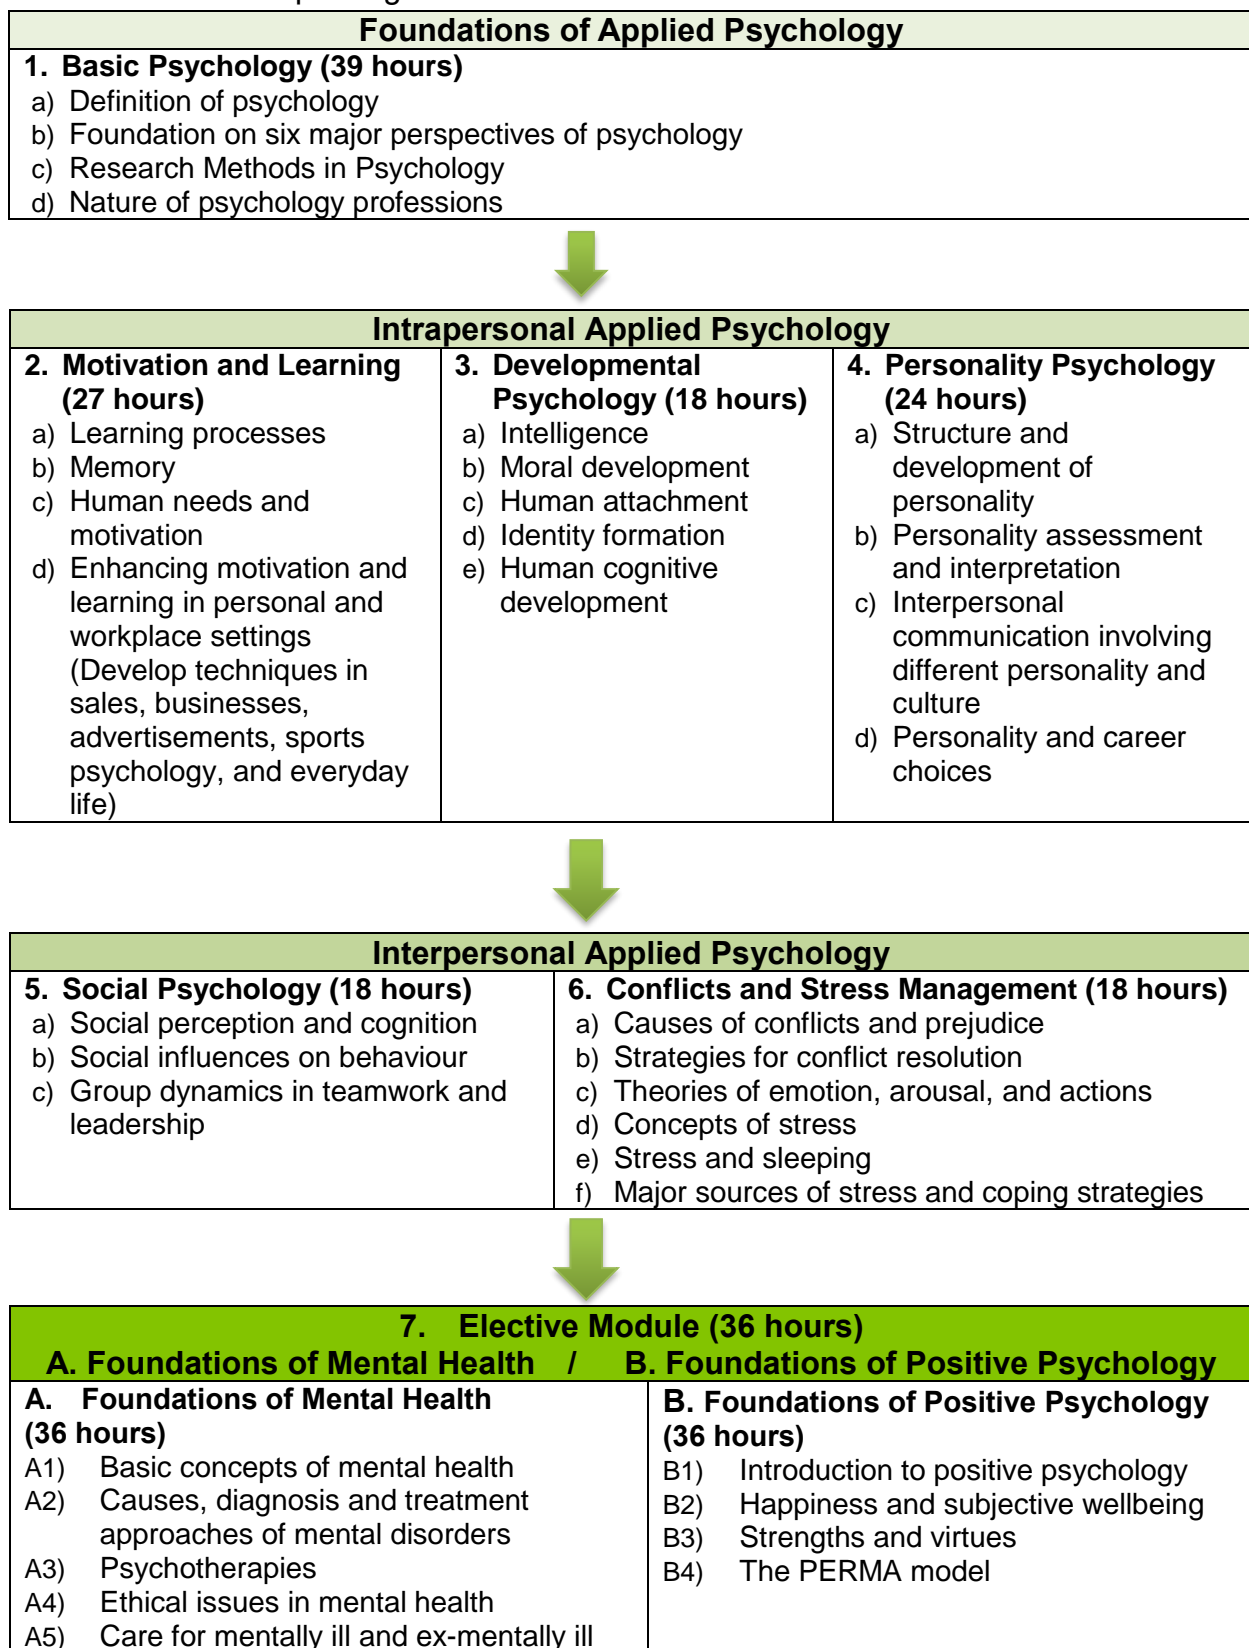 Foundations of Applied Psychology
1. Basic Psychology (39 hours)
a) Definition of psychology
b) Foundation on six major perspectives of psychology
c) Research Methods in Psychology
d) Nature of psychology professions
Intrapersonal Applied Psychology
2. Motivation and Learning
(27 hours)
a) Learning processes
b) Memory
c) Human needs and
motivation
d) Enhancing motivation and
learning in personal and
workplace settings
(Develop techniques in
sales, businesses,
advertisements, sports
psychology, and everyday
life)
3. Developmental
Psychology (18 hours)
a) Intelligence
b) Moral development
c) Human attachment
d) Identity formation
e) Human cognitive
development
4. Personality Psychology
(24 hours)
a) Structure and
development of
personality
b) Personality assessment
and interpretation
c) Interpersonal
communication involving
different personality and
culture
d) Personality and career
choices
Interpersonal Applied Psychology
5. Social Psychology (18 hours)
a) Social perception and cognition
b) Social influences on behaviour
c) Group dynamics in teamwork and
leadership
6. Conflicts and Stress Management (18 hours)
a) Causes of conflicts and prejudice
b) Strategies for conflict resolution
c) Theories of emotion, arousal, and actions
d) Concepts of stress
e) Stress and sleeping
f) Major sources of stress and coping strategies
7. Elective Module (36 hours)
A. Foundations of Mental Health / B. Foundations of Positive Psychology
A. Foundations of Mental Health
(36 hours)
A1) Basic concepts of mental health
A2) Causes, diagnosis and treatment
approaches of mental disorders
A3) Psychotherapies
A4) Ethical issues in mental health
A5) Care for mentally ill and ex-mentally ill
B. Foundations of Positive Psychology
(36 hours)
B1) Introduction to positive psychology
B2) Happiness and subjective wellbeing
B3) Strengths and virtues
B4) The PERMA model